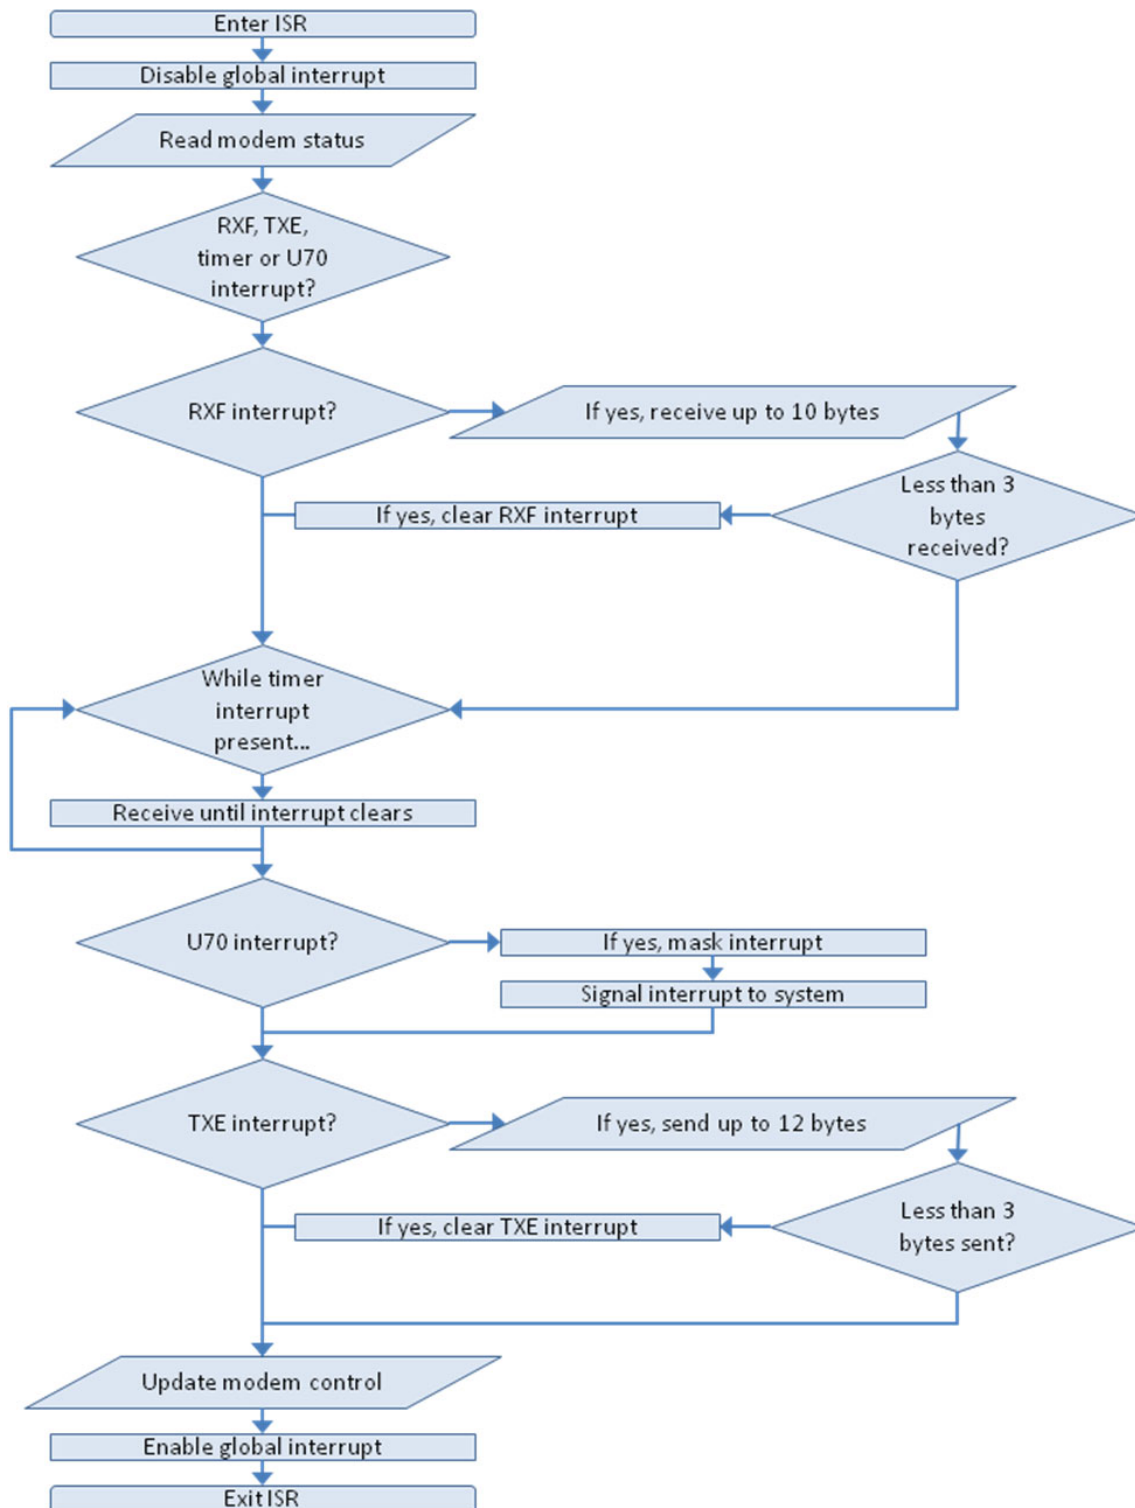 Enter ISR
Disable global interrupt
Read modem status
RXF, TXE,
timer or U70
interrupt?
RXF interrupt?
If yes, receive up to 10 bytes
Less than 3
bytes
received?
If yes, clear RXF interrupt
While timer
interrupt
present...
Receive until interrupt clears
U70 interrupt?
If yes, mask interrupt
Signal interrupt to system
TXE interrupt?
If yes, send up to 12 bytes
Less than 3
bytes sent?
If yes, clear TXE interrupt
Update modem control
Enable global interrupt
Exit ISR